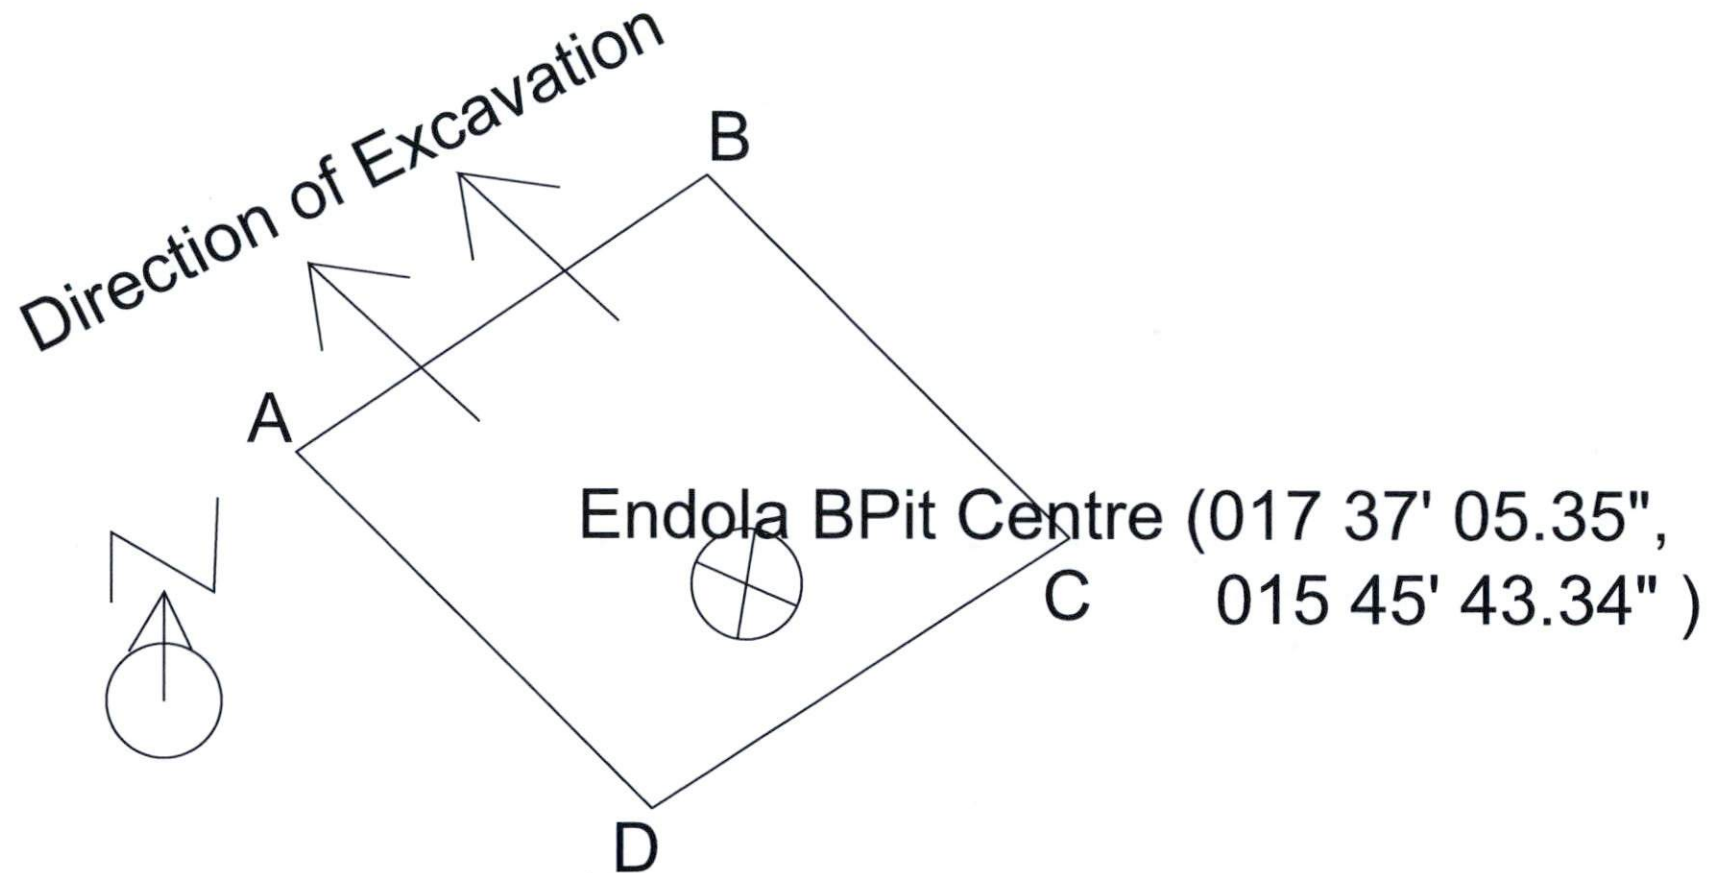 Direction of Excavation
B
A
Endola BPit Centre (017 37' 05.35",
015 45' 43.34" )
C
N
D